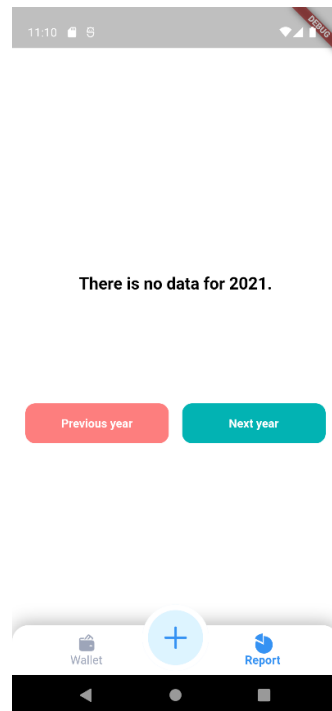 11:10
DEBUG
There is no data for 2021.
Previous year
Next year
Wallet
Report